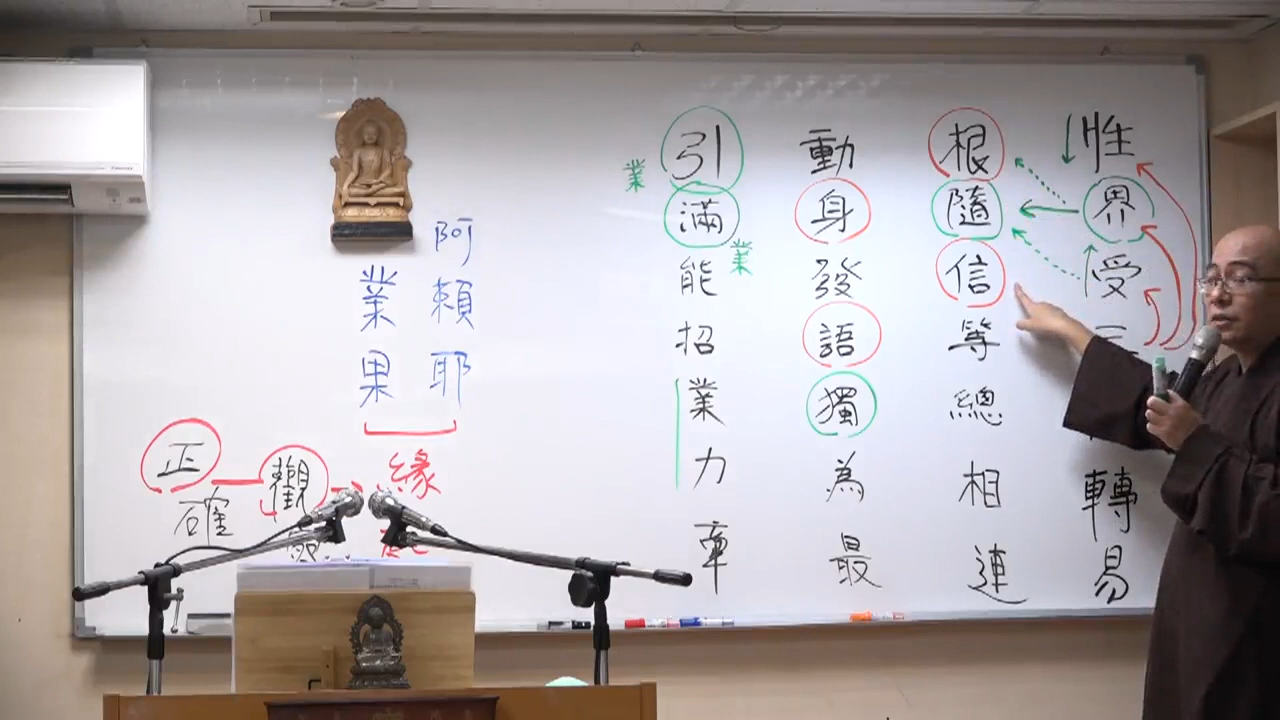 性界受三轉易
根隨信等總相連
動身發語獨為最
引滿能招業力牽
業
業
阿賴耶
業果
緣
觀
正確